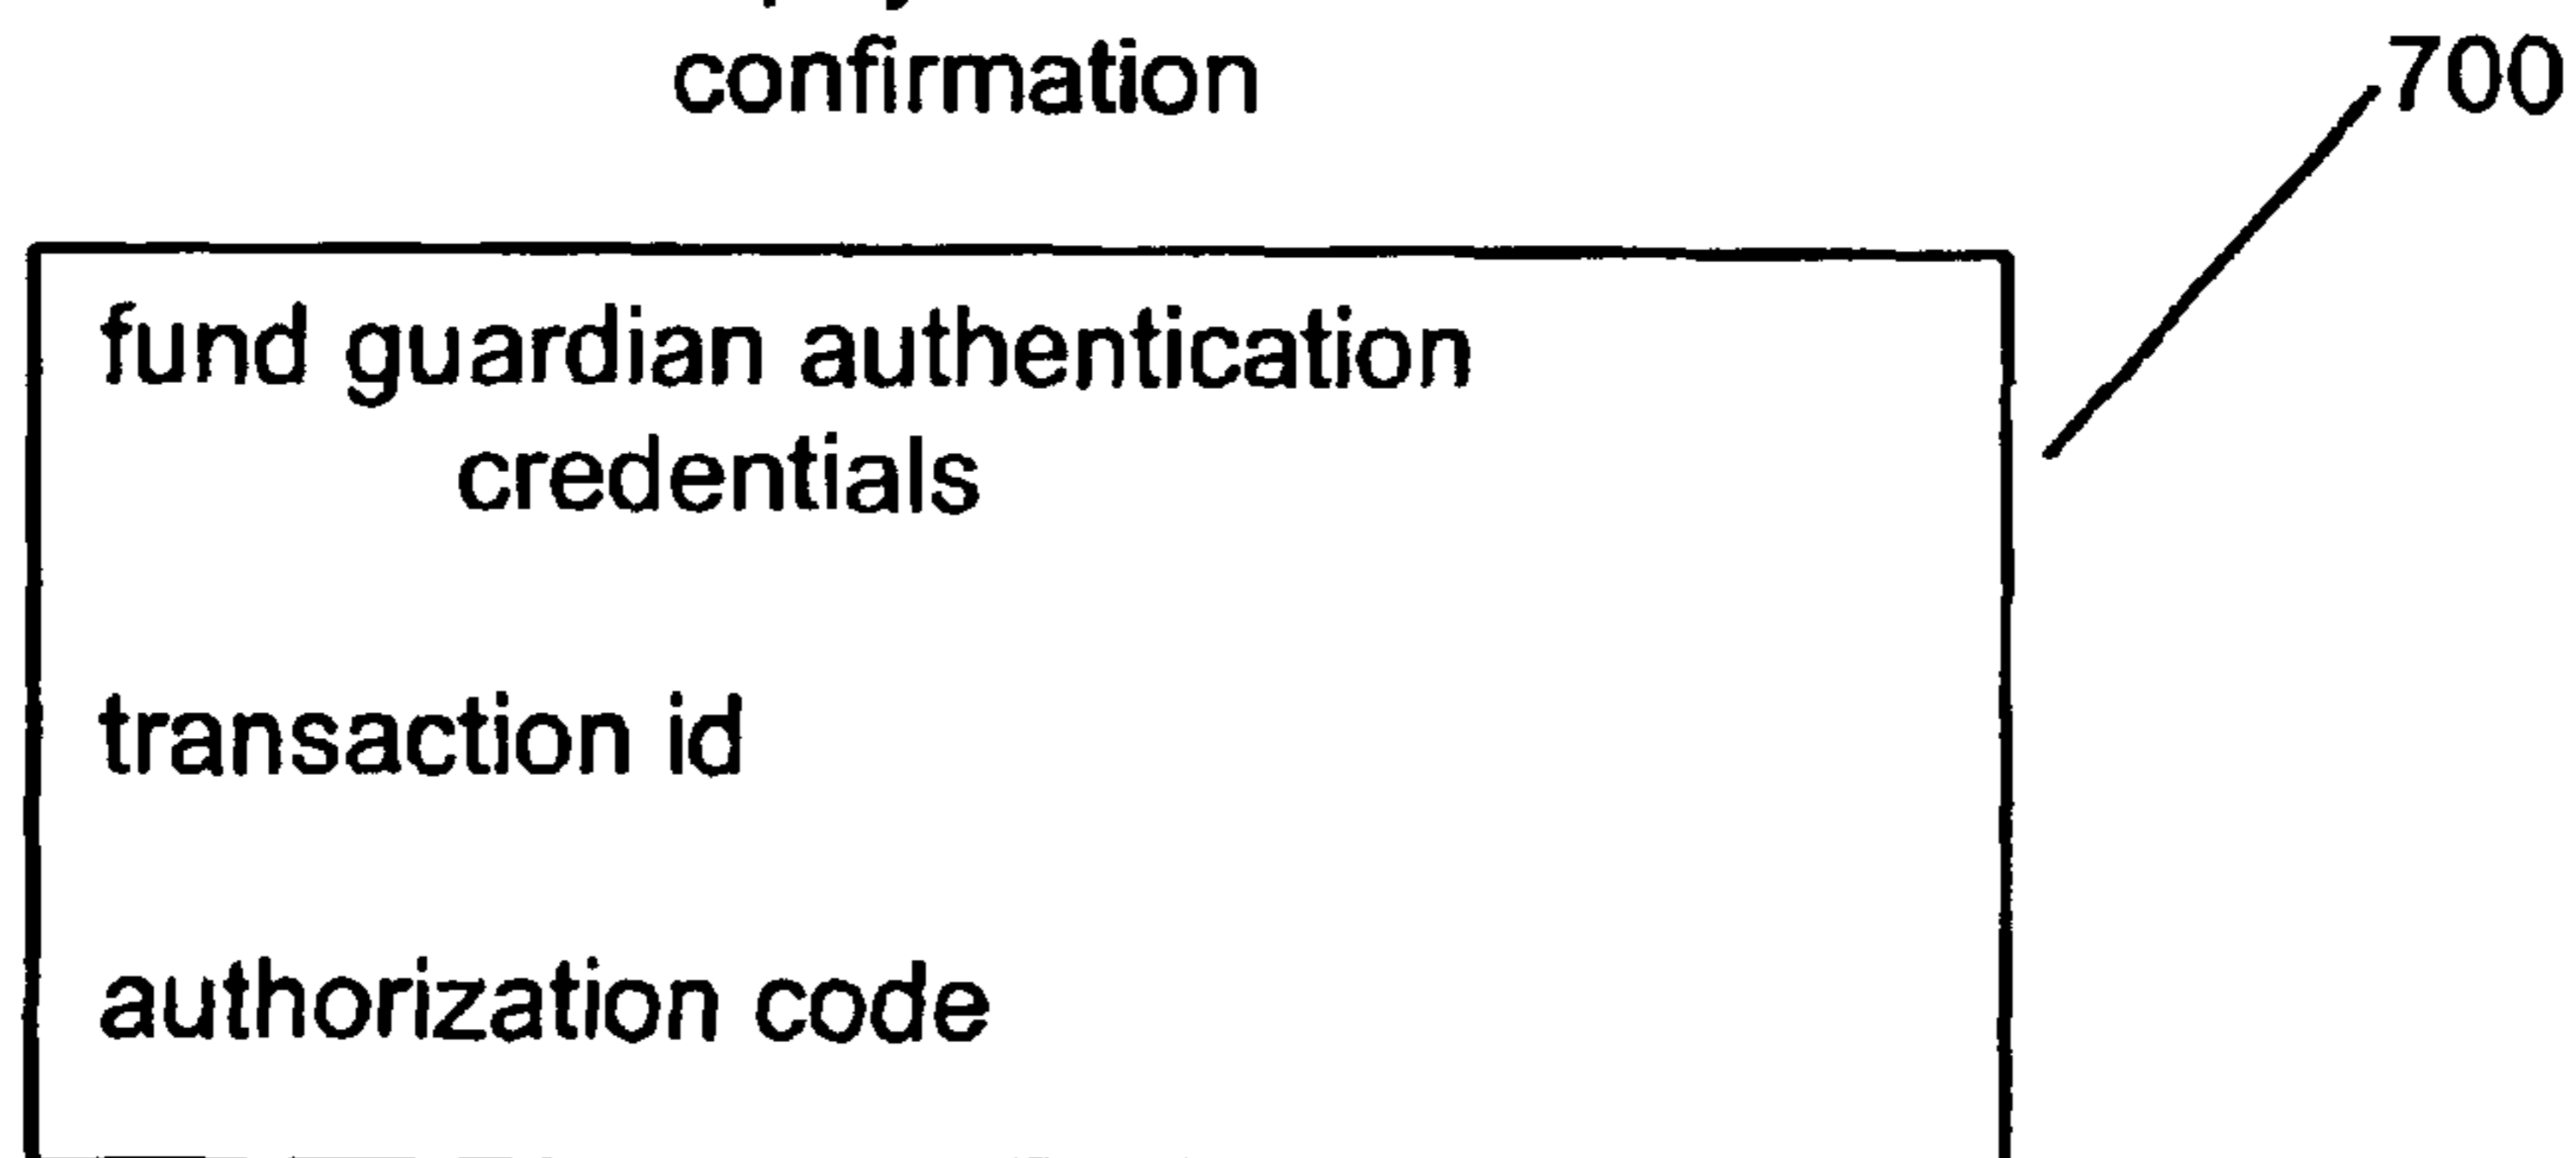 confirmation
700
fund guardian authentication
credentials
transaction id
authorization code